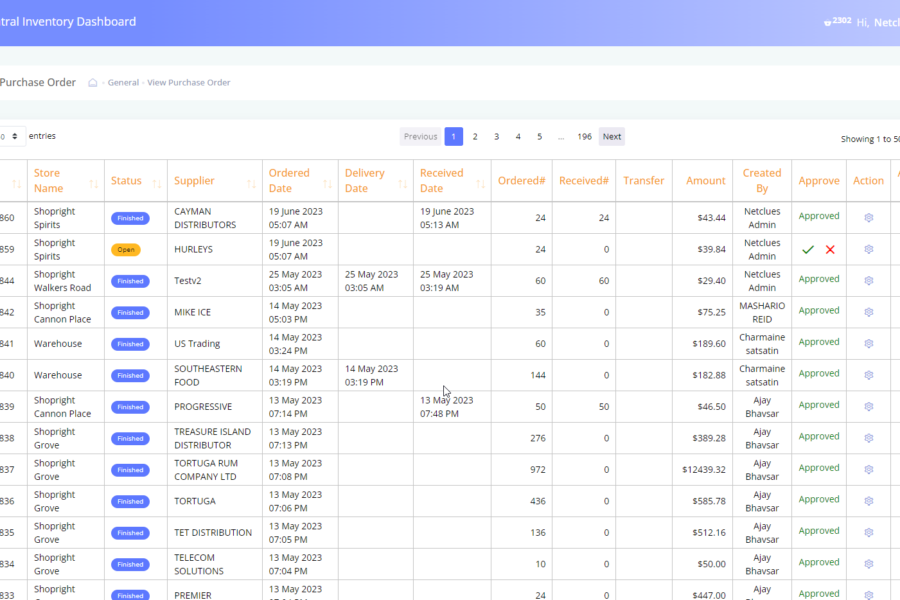 tral Inventory Dashboard
2302 Hi, Netcl
Purchase Order - General - View Purchase Order
0 entries
Previous 1 2 3 4 5 ... 196 Next
Showing 1 to 50
Store Name Status Supplier Ordered Date Delivery Date Received Date Ordered# Received# Transfer Amount Created By Approve Action
860 Shopright Spirits Finished CAYMAN DISTRIBUTORS 19 June 2023 05:07 AM 19 June 2023 05:13 AM 24 24 $43.44 Netclues Admin Approved
859 Shopright Spirits Open HURLEYS 19 June 2023 05:07 AM 24 0 $39.84 Netclues Admin
844 Shopright Walkers Road Finished Testv2 25 May 2023 03:05 AM 25 May 2023 03:05 AM 25 May 2023 03:19 AM 60 60 $29.40 Netclues Admin Approved
842 Shopright Cannon Place Finished MIKE ICE 14 May 2023 05:03 PM 35 0 $75.25 MASHARIO REID Approved
841 Warehouse Finished US Trading 14 May 2023 03:24 PM 60 0 $189.60 Charmaine satsatin Approved
840 Warehouse Finished SOUTHEASTERN FOOD 14 May 2023 03:19 PM 14 May 2023 03:19 PM 144 0 $182.88 Charmaine satsatin Approved
839 Shopright Cannon Place Finished PROGRESSIVE 13 May 2023 07:14 PM 13 May 2023 07:48 PM 50 50 $46.50 Ajay Bhavsar Approved
838 Shopright Grove Finished TREASURE ISLAND DISTRIBUTOR 13 May 2023 07:13 PM 276 0 $389.28 Ajay Bhavsar Approved
837 Shopright Grove Finished TORTUGA RUM COMPANY LTD 13 May 2023 07:08 PM 972 0 $12439.32 Ajay Bhavsar Approved
836 Shopright Grove Finished TORTUGA 13 May 2023 07:06 PM 436 0 $585.78 Ajay Bhavsar Approved
835 Shopright Grove Finished TET DISTRIBUTION 13 May 2023 07:05 PM 136 0 $512.16 Ajay Bhavsar Approved
834 Shopright Grove Finished TELECOM SOLUTIONS 13 May 2023 07:04 PM 10 0 $50.00 Ajay Bhavsar Approved
833 Shopright Finished PREMIER 13 May 2023 24 0 $447.00 Ajay Approved